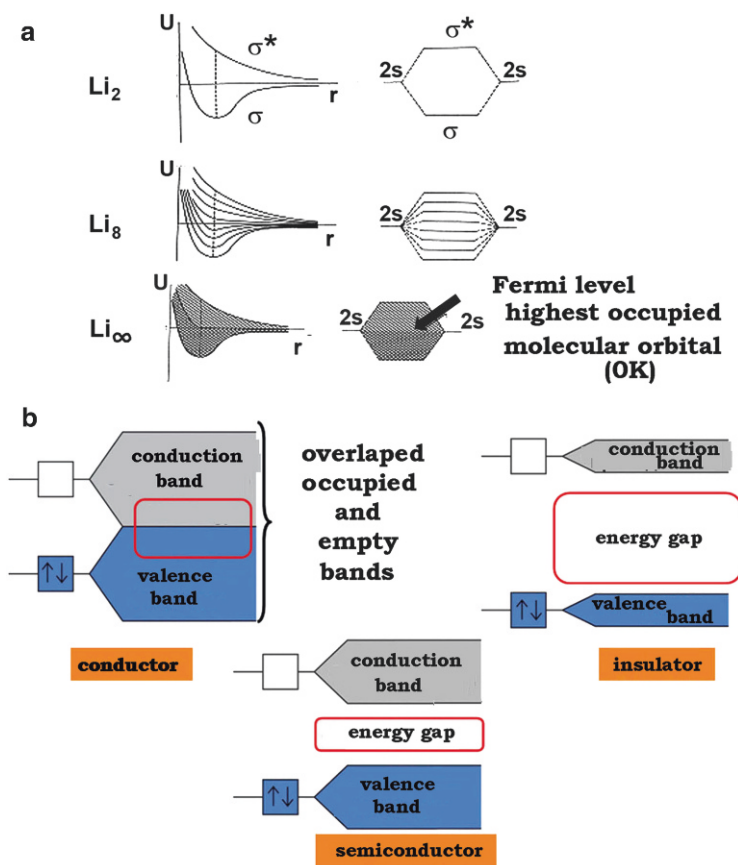 a
U
σ*
Li2
r
σ
σ*
2s
2s
σ
U
Li8
r
2s
2s
U
Li∞
r
2s
2s
Fermi level
highest occupied
molecular orbital
(0K)
b
conduction
band
↑↓
valence
band
conductor
overlaped
occupied
and
empty
bands
conduction
band
energy gap
↑↓
valence
band
insulator
conduction
band
energy gap
↑↓
valence
band
semiconductor